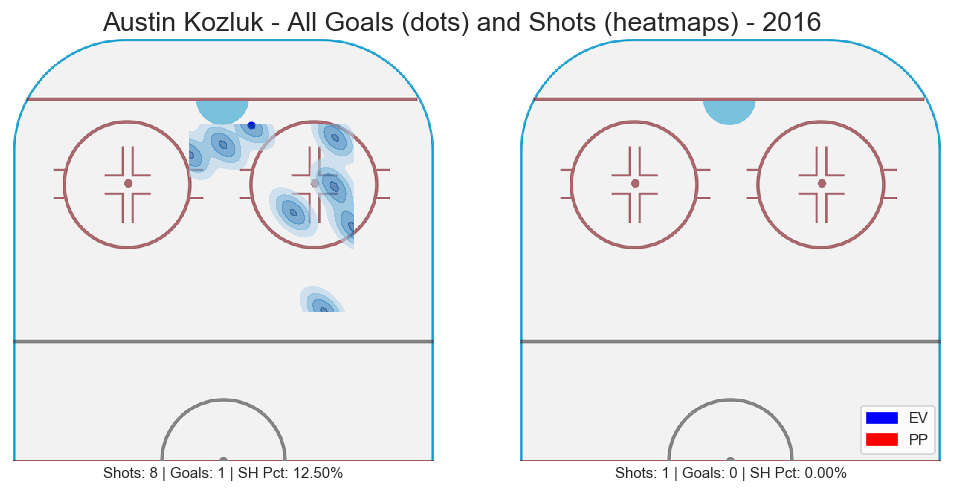 Austin Kozluk - All Goals (dots) and Shots (heatmaps) - 2016
EV
PP
Shots: 8 | Goals: 1 | SH Pct: 12.50%
Shots: 1 | Goals: 0 | SH Pct: 0.00%